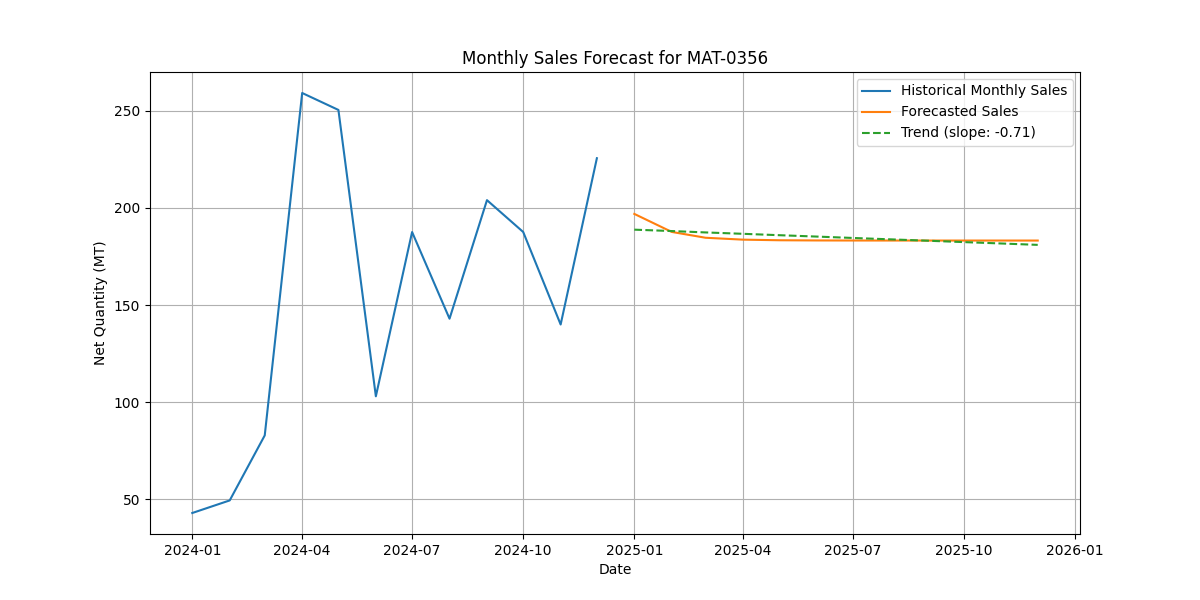 Monthly Sales Forecast for MAT-0356
Historical Monthly Sales
Forecasted Sales
Trend (slope: -0.71)
Net Quantity (MT)
250
200
150
100
50
2024-01 2024-04 2024-07 2024-10 2025-01 2025-04 2025-07 2025-10 2026-01
Date